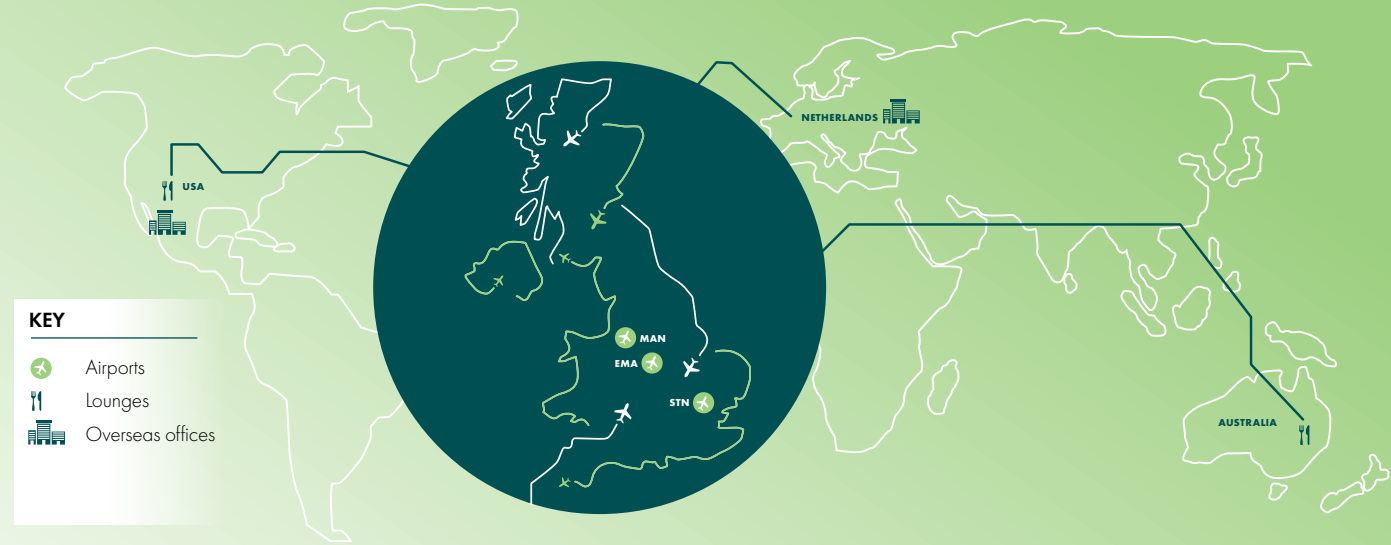 NETHERLANDS
USA
MAN
EMA
STN
AUSTRALIA
KEY
Airports
Lounges
Overseas offices